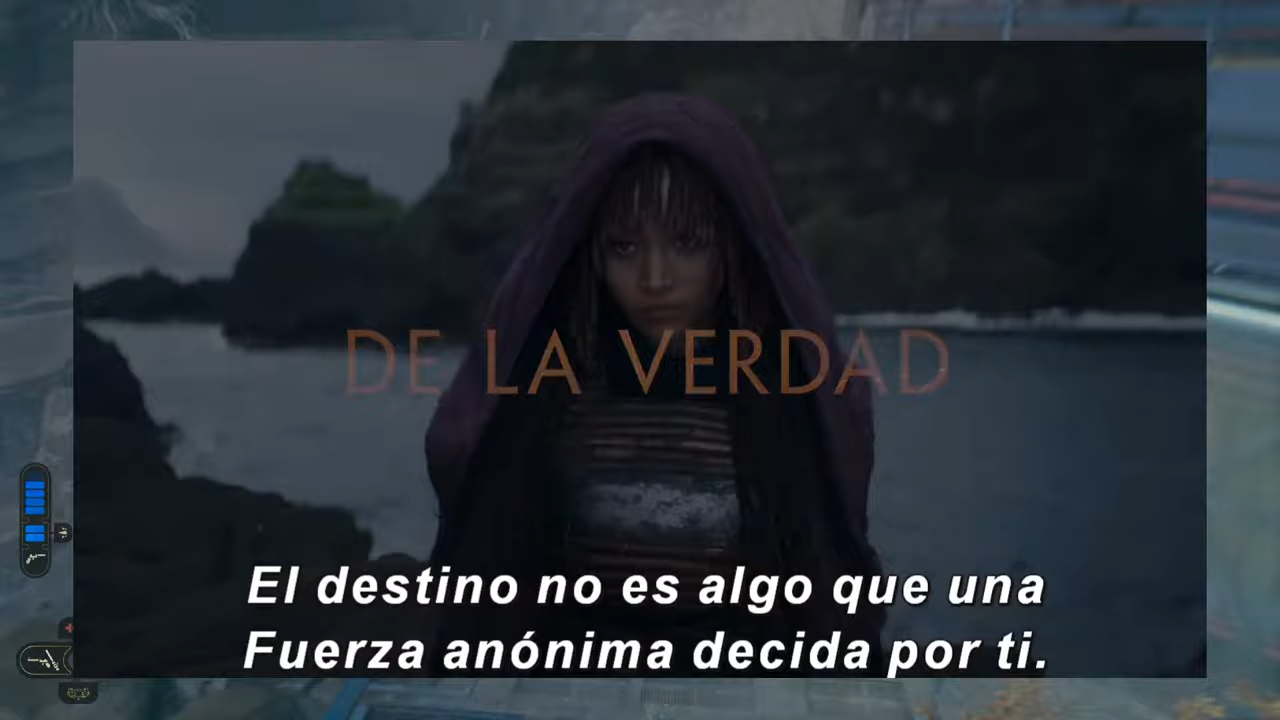 DE LA VERDAD
El destino no es algo que una
Fuerza anónima decida por ti.